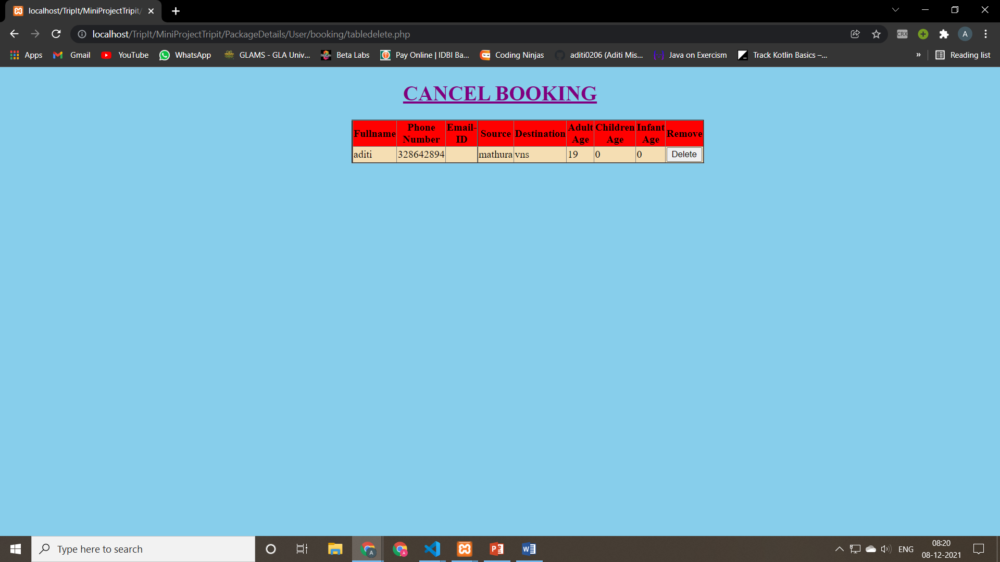 localhost/TripIt/MiniProjectTripit/
localhost/TripIt/MiniProjectTripit/PackageDetails/User/booking/tabledelete.php
CRX
A
Apps Gmail YouTube WhatsApp GLAMS - GLA Univ... Beta Labs Pay Online | IDBI Ba... Coding Ninjas aditi0206 (Aditi Mis... Java on Exercism Track Kotlin Basics –... » Reading list
CANCEL BOOKING
Fullname Phone Number Email-ID Source Destination Adult Age Children Age Infant Age Remove
aditi 328642894 mathura vns 19 0 0 Delete
Type here to search
ENG
08:20
08-12-2021